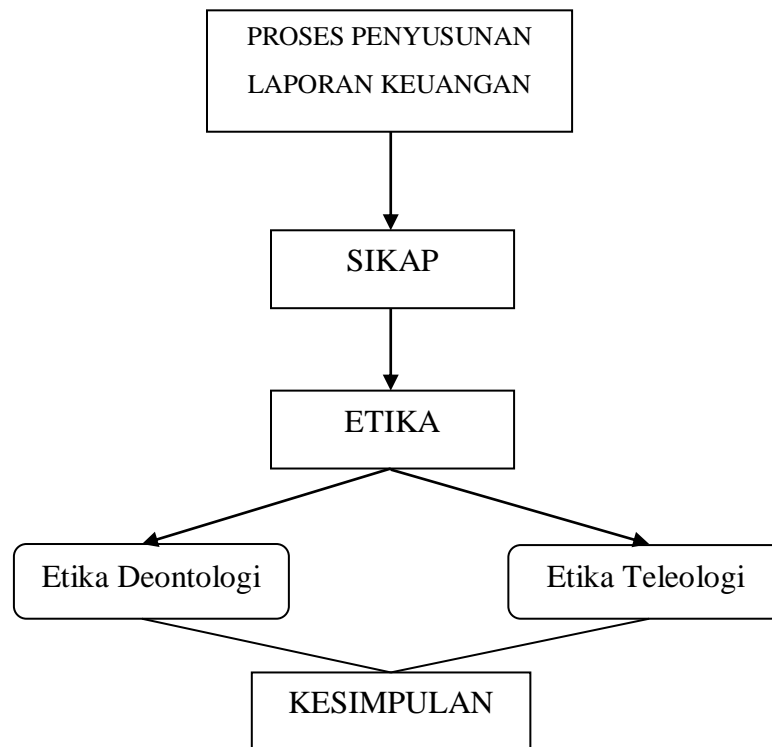 PROSES PENYUSUNAN
LAPORAN KEUANGAN
SIKAP
ETIKA
Etika Deontologi
Etika Teleologi
KESIMPULAN